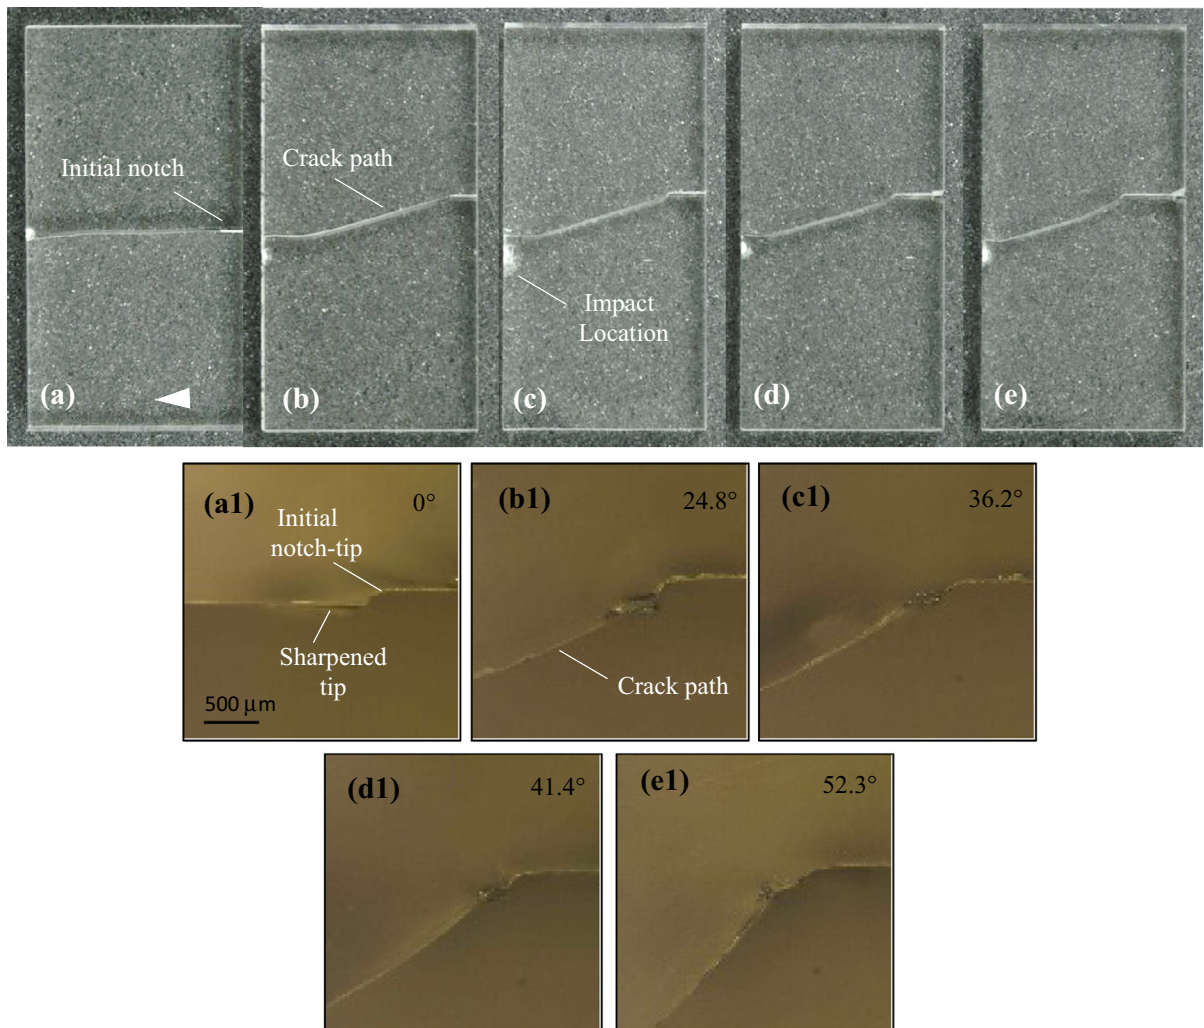 Initial notch
Crack path
Impact
Location
(a)
(b)
(c)
(d)
(e)
(a1)
0°
Initial
notch-tip
Sharpened
tip
500 µm
(b1)
24.8°
Crack path
(c1)
36.2°
(d1)
41.4°
(e1)
52.3°